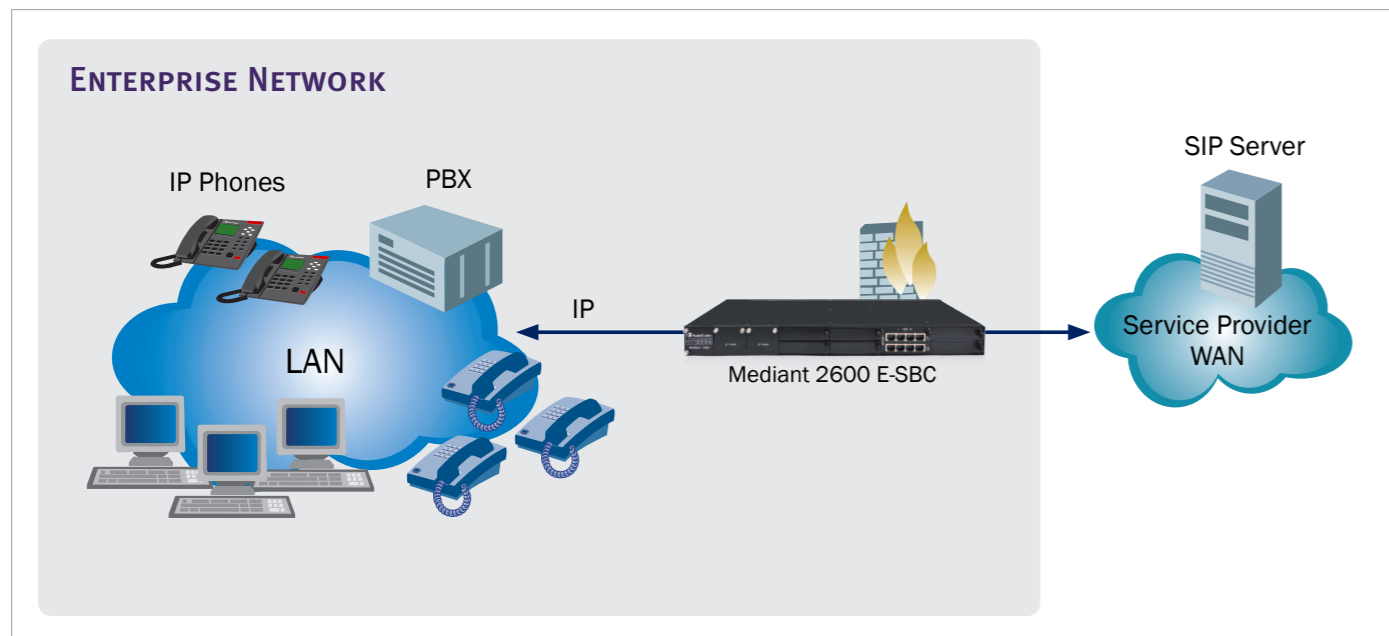 ENTERPRISE NETWORK
SIP Server
IP Phones
PBX
IP
LAN
Service Provider
WAN
Mediant 2600 E-SBC